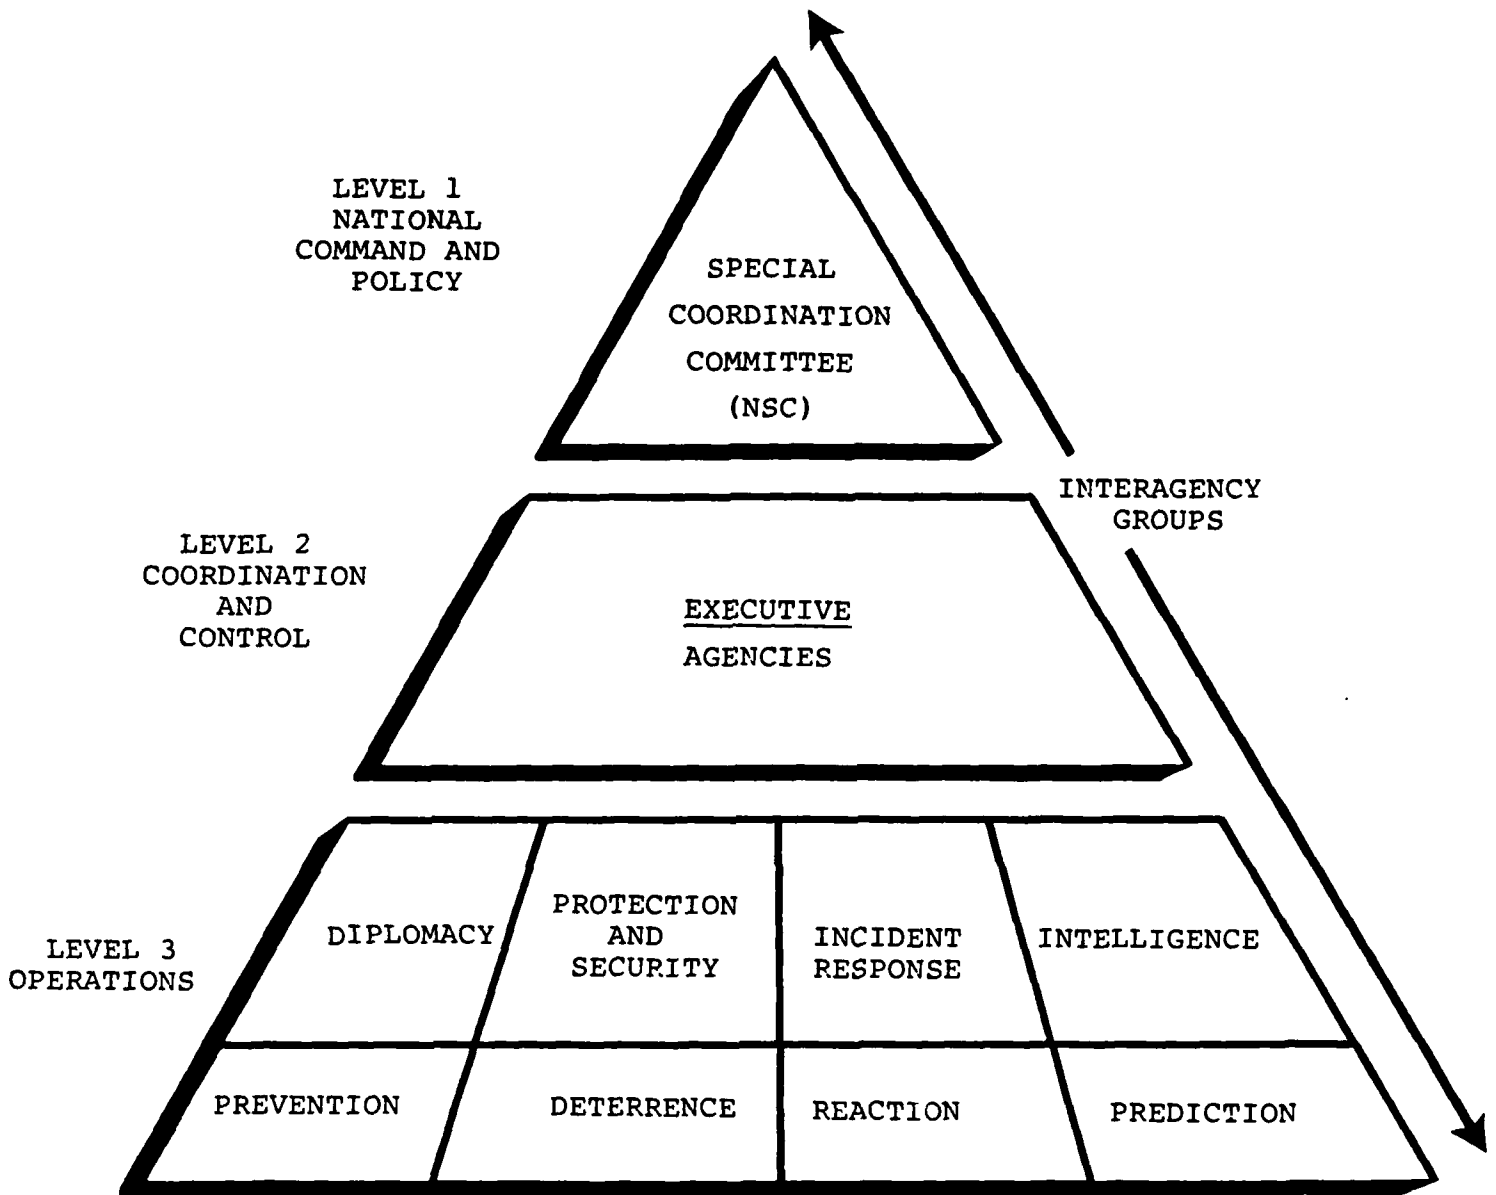 LEVEL 1
NATIONAL
COMMAND AND
POLICY
SPECIAL
COORDINATION
COMMITTEE
(NSC)
INTERAGENCY
GROUPS
LEVEL 2
COORDINATION
AND
CONTROL
EXECUTIVE
AGENCIES
LEVEL 3
OPERATIONS
DIPLOMACY
PROTECTION
AND
SECURITY
INCIDENT
RESPONSE
INTELLIGENCE
PREVENTION
DETERRENCE
REACTION
PREDICTION